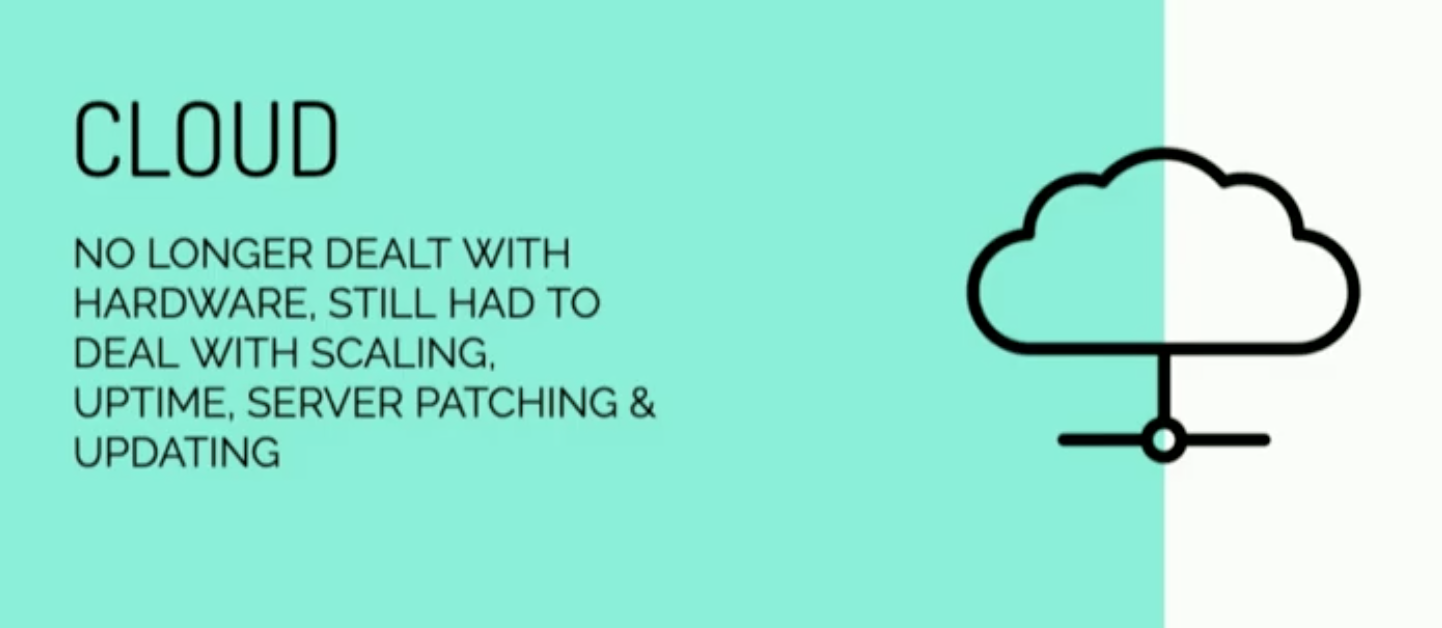 CLOUD
NO LONGER DEALT WITH
HARDWARE, STILL HAD TO
DEAL WITH SCALING,
UPTIME, SERVER PATCHING &
UPDATING